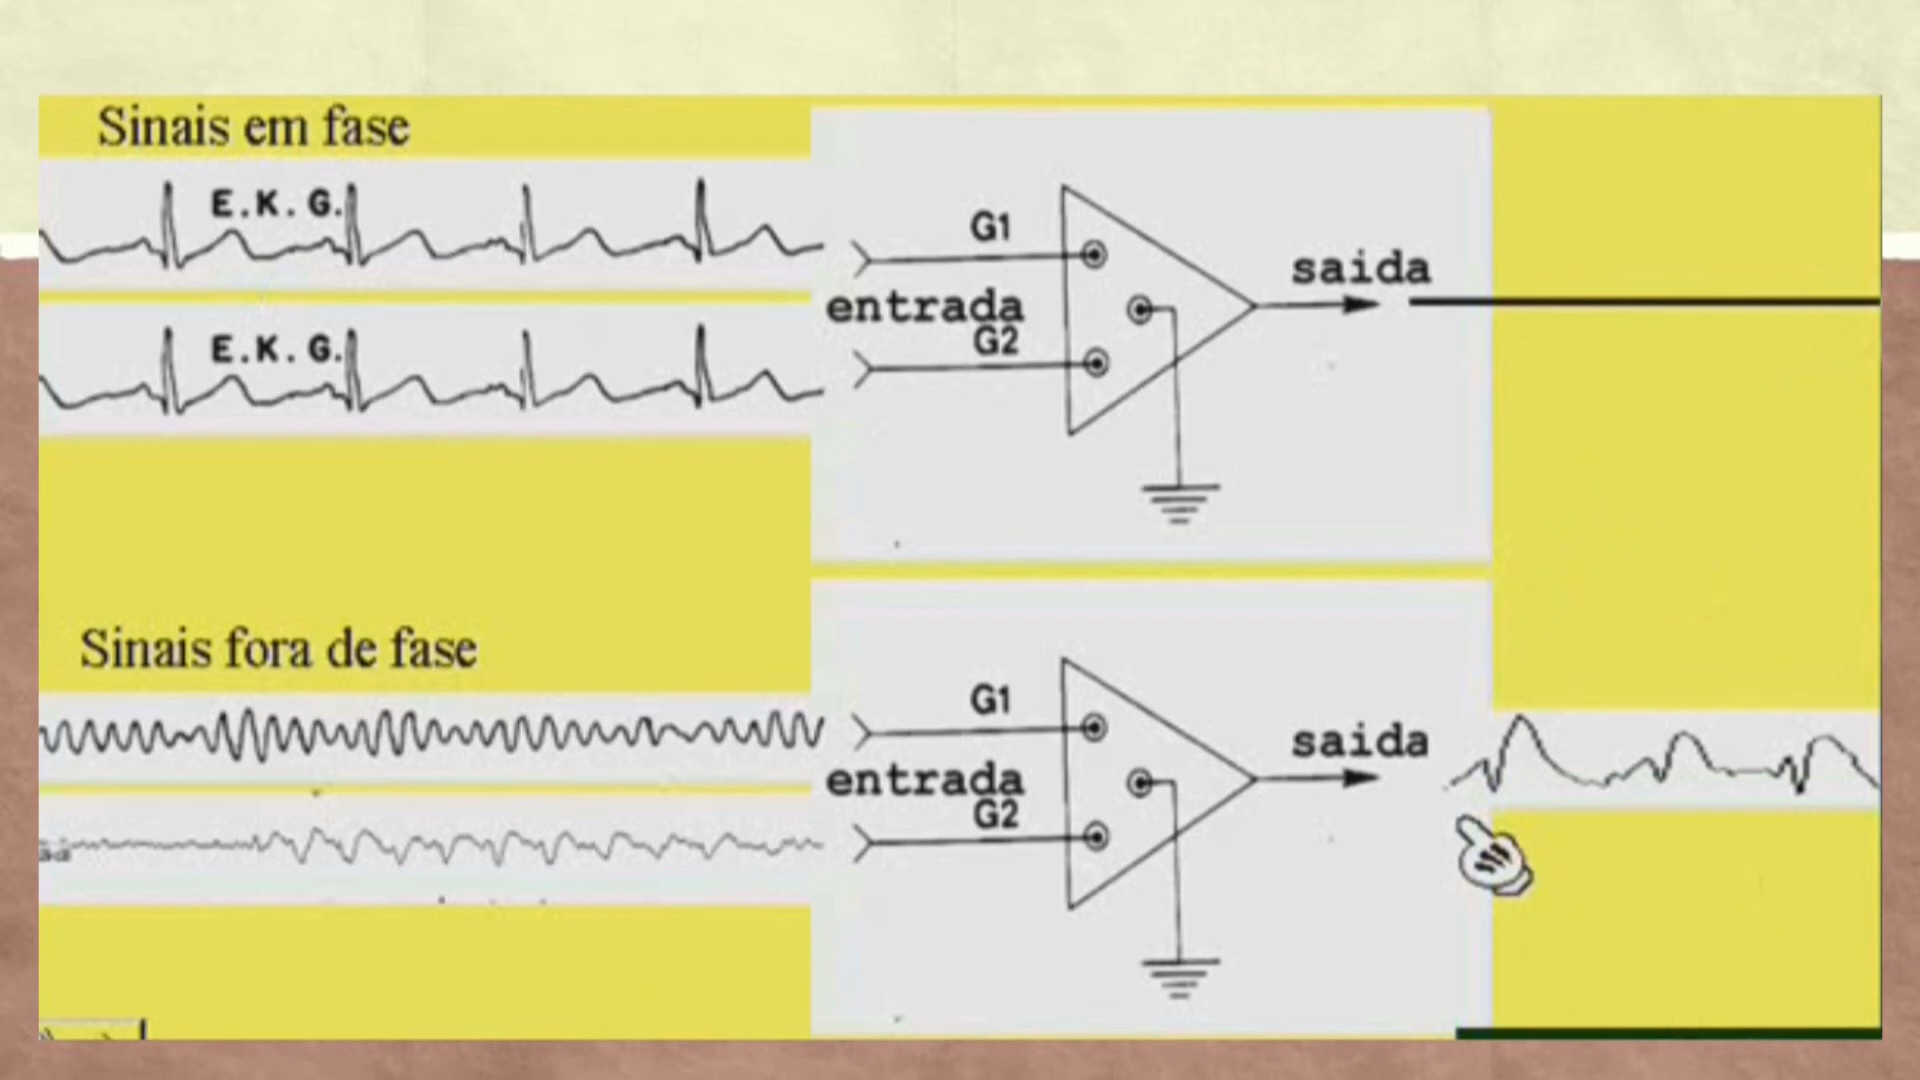 Sinais em fase
E.K.G.
E.K.G.
G1
entrada
G2
saida
Sinais fora de fase
G1
entrada
G2
saida